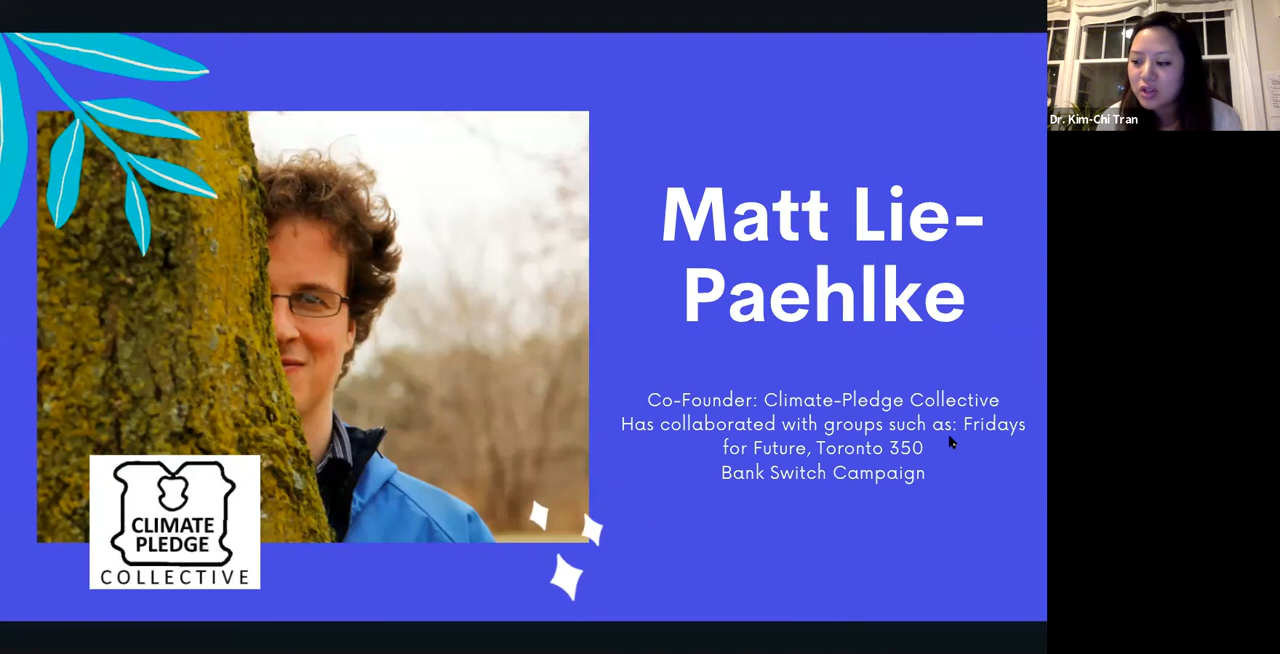 Matt Lie-
Paehlke
Co-Founder: Climate-Pledge Collective
Has collaborated with groups such as: Fridays
for Future, Toronto 350
Bank Switch Campaign
CLIMATE
PLEDGE
COLLECTIVE
Dr. Kim-Chi Tran